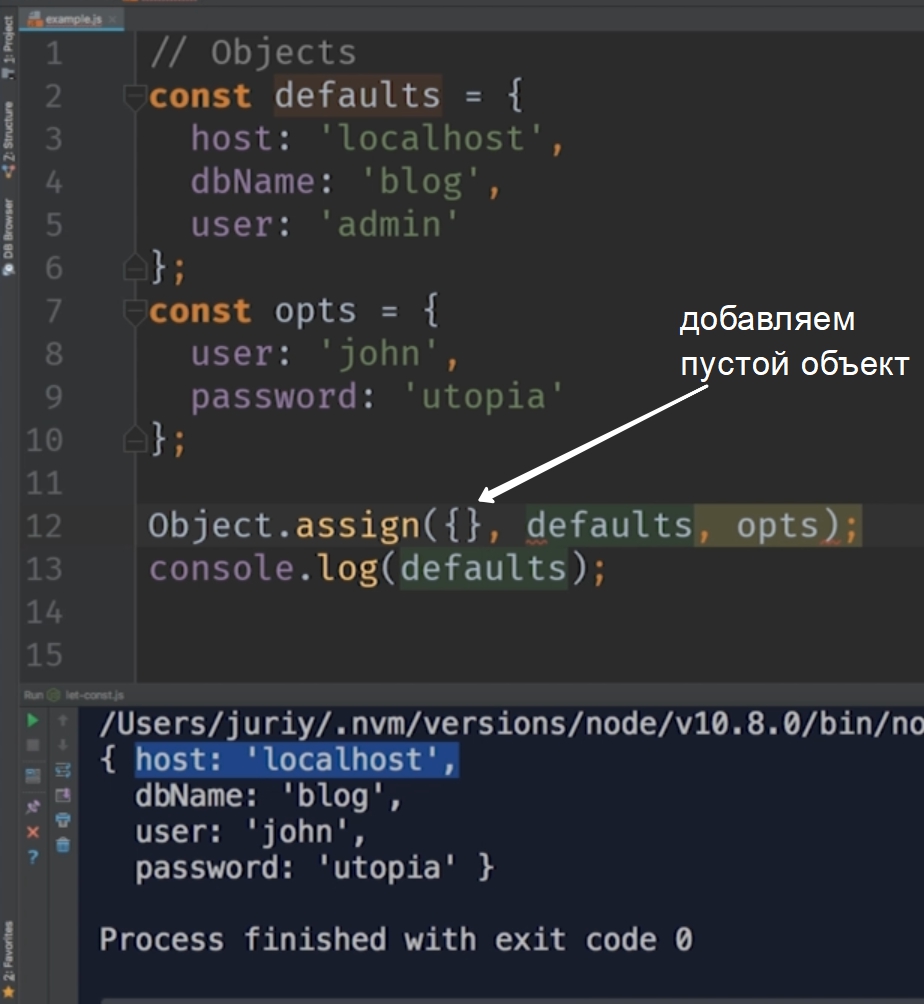 example.js
1: Project
2: Structure
DB Browser
1 // Objects
2 const defaults = {
3 host: 'localhost',
4 dbName: 'blog',
5 user: 'admin'
6 };
7 const opts = {
8 user: 'john',
9 password: 'utopia'
10 };
11
12 Object.assign({}, defaults, opts);
13 console.log(defaults);
14
15
добавляем
пустой объект
Run let-const.js
/Users/juriy/.nvm/versions/node/v10.8.0/bin/no
{ host: 'localhost',
dbName: 'blog',
user: 'john',
password: 'utopia' }
Process finished with exit code 0
2: Favorites